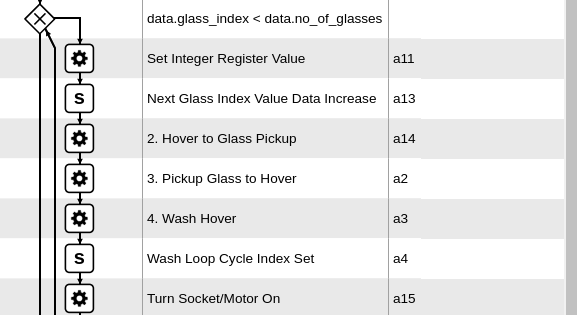 data.glass_index < data.no_of_glasses
Set Integer Register Value a11
S Next Glass Index Value Data Increase a13
2. Hover to Glass Pickup a14
3. Pickup Glass to Hover a2
4. Wash Hover a3
S Wash Loop Cycle Index Set a4
Turn Socket/Motor On a15